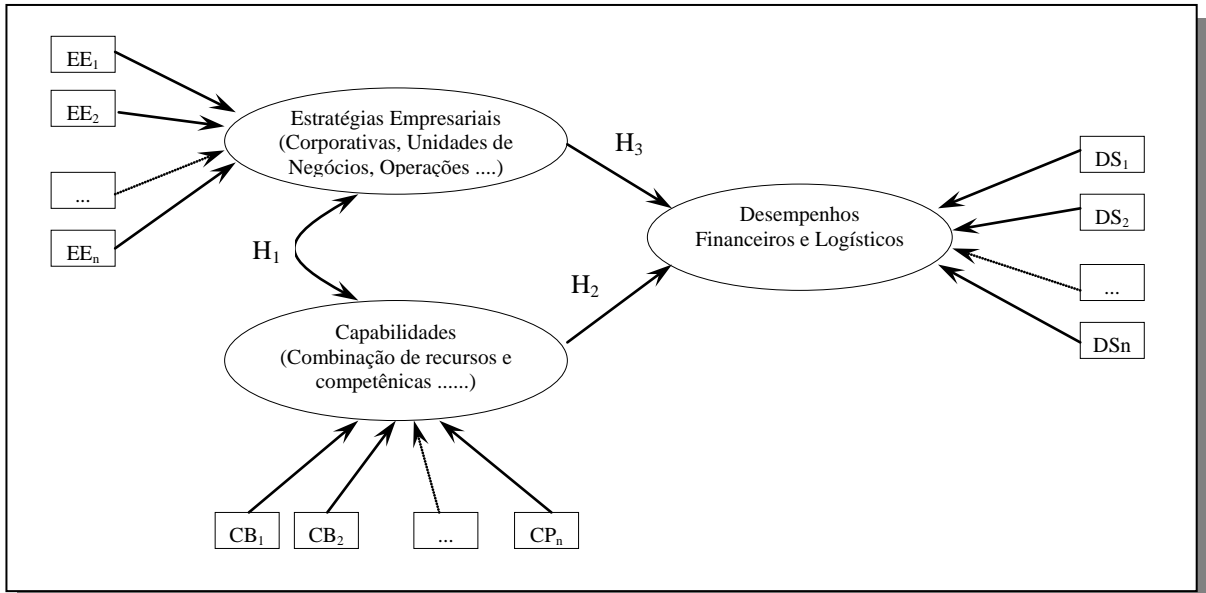 EE₁
EE₂
...
EEₙ
Estratégias Empresariais
(Corporativas, Unidades de
Negócios, Operações ....)
H₁
H₃
H₂
Capabilidades
(Combinação de recursos e
competênicas ......)
CB₁
CB₂
...
CPₙ
Desempenhos
Financeiros e Logísticos
DS₁
DS₂
...
DSn